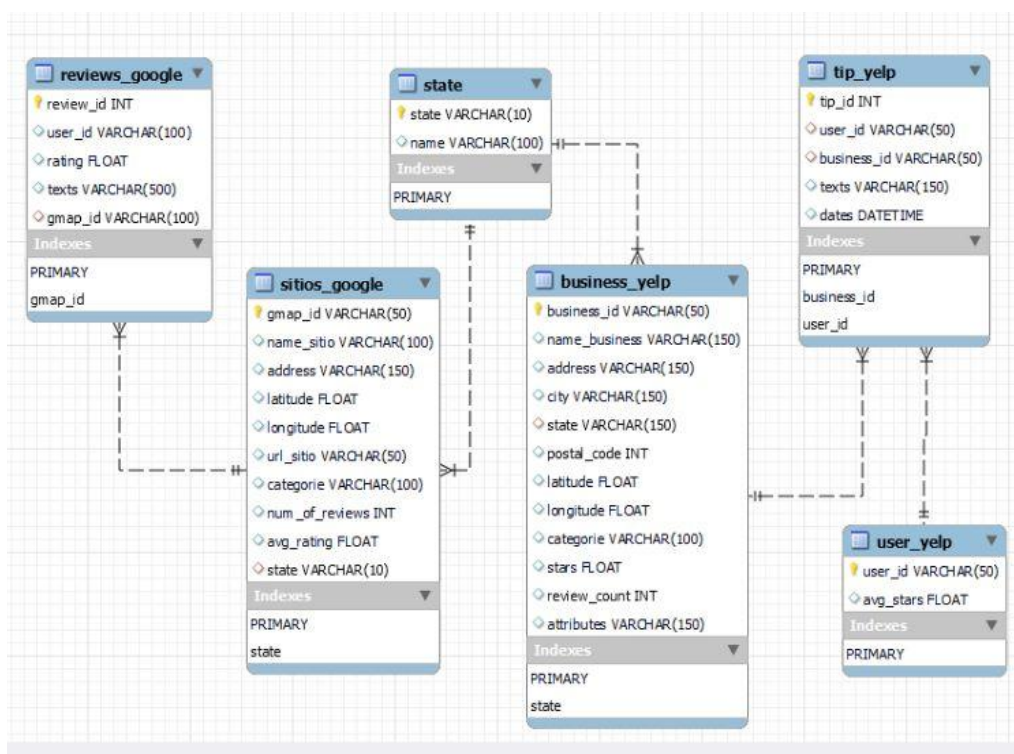 reviews_google
review_id INT
user_id VARCHAR(100)
rating FLOAT
texts VARCHAR(500)
gmap_id VARCHAR(100)
Indexes
PRIMARY
gmap_id
state
state VARCHAR(10)
name VARCHAR(100)
Indexes
PRIMARY
tip_yelp
tip_id INT
user_id VARCHAR(50)
business_id VARCHAR(50)
texts VARCHAR(150)
dates DATETIME
Indexes
PRIMARY
business_id
user_id
sitios_google
gmap_id VARCHAR(50)
name_sitio VARCHAR(100)
address VARCHAR(150)
latitude FLOAT
longitude FLOAT
url_sitio VARCHAR(50)
categorie VARCHAR(100)
num_of_reviews INT
avg_rating FLOAT
state VARCHAR(10)
Indexes
PRIMARY
state
business_yelp
business_id VARCHAR(50)
name_business VARCHAR(150)
address VARCHAR(150)
city VARCHAR(150)
state VARCHAR(150)
postal_code INT
latitude FLOAT
longitude FLOAT
categorie VARCHAR(100)
stars FLOAT
review_count INT
attributes VARCHAR(150)
Indexes
PRIMARY
state
user_yelp
user_id VARCHAR(50)
avg_stars FLOAT
Indexes
PRIMARY